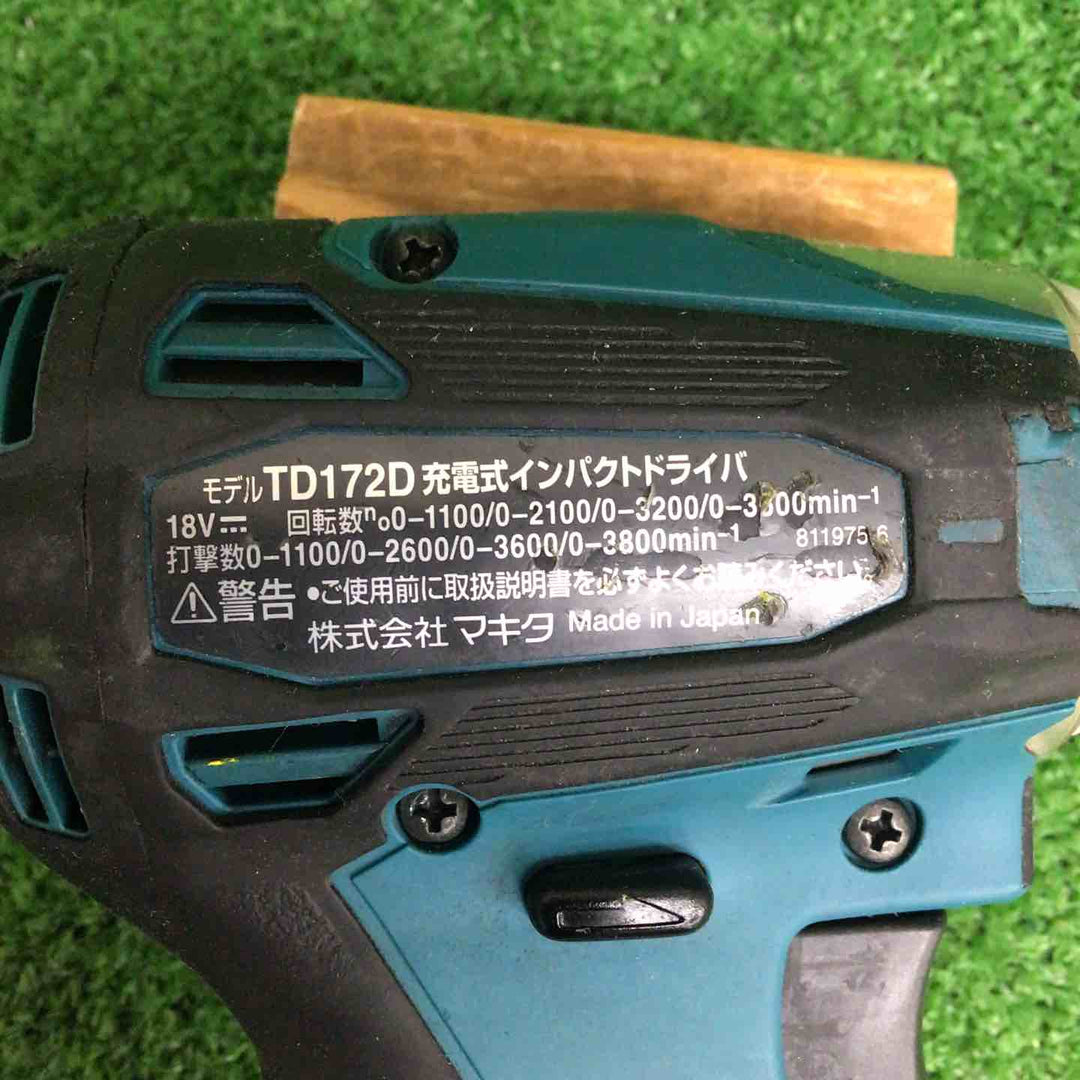 モデルTD172D 充電式インパクトドライバ
18V⎓ 回転数n₀0-1100/0-2100/0-3200/0-3600min⁻¹
打撃数0-1100/0-2600/0-3600/0-3800min⁻¹ 811975 6
⚠警告 •ご使用前に取扱説明書を必ずよくお読みください。
株式会社 マキタ Made in Japan